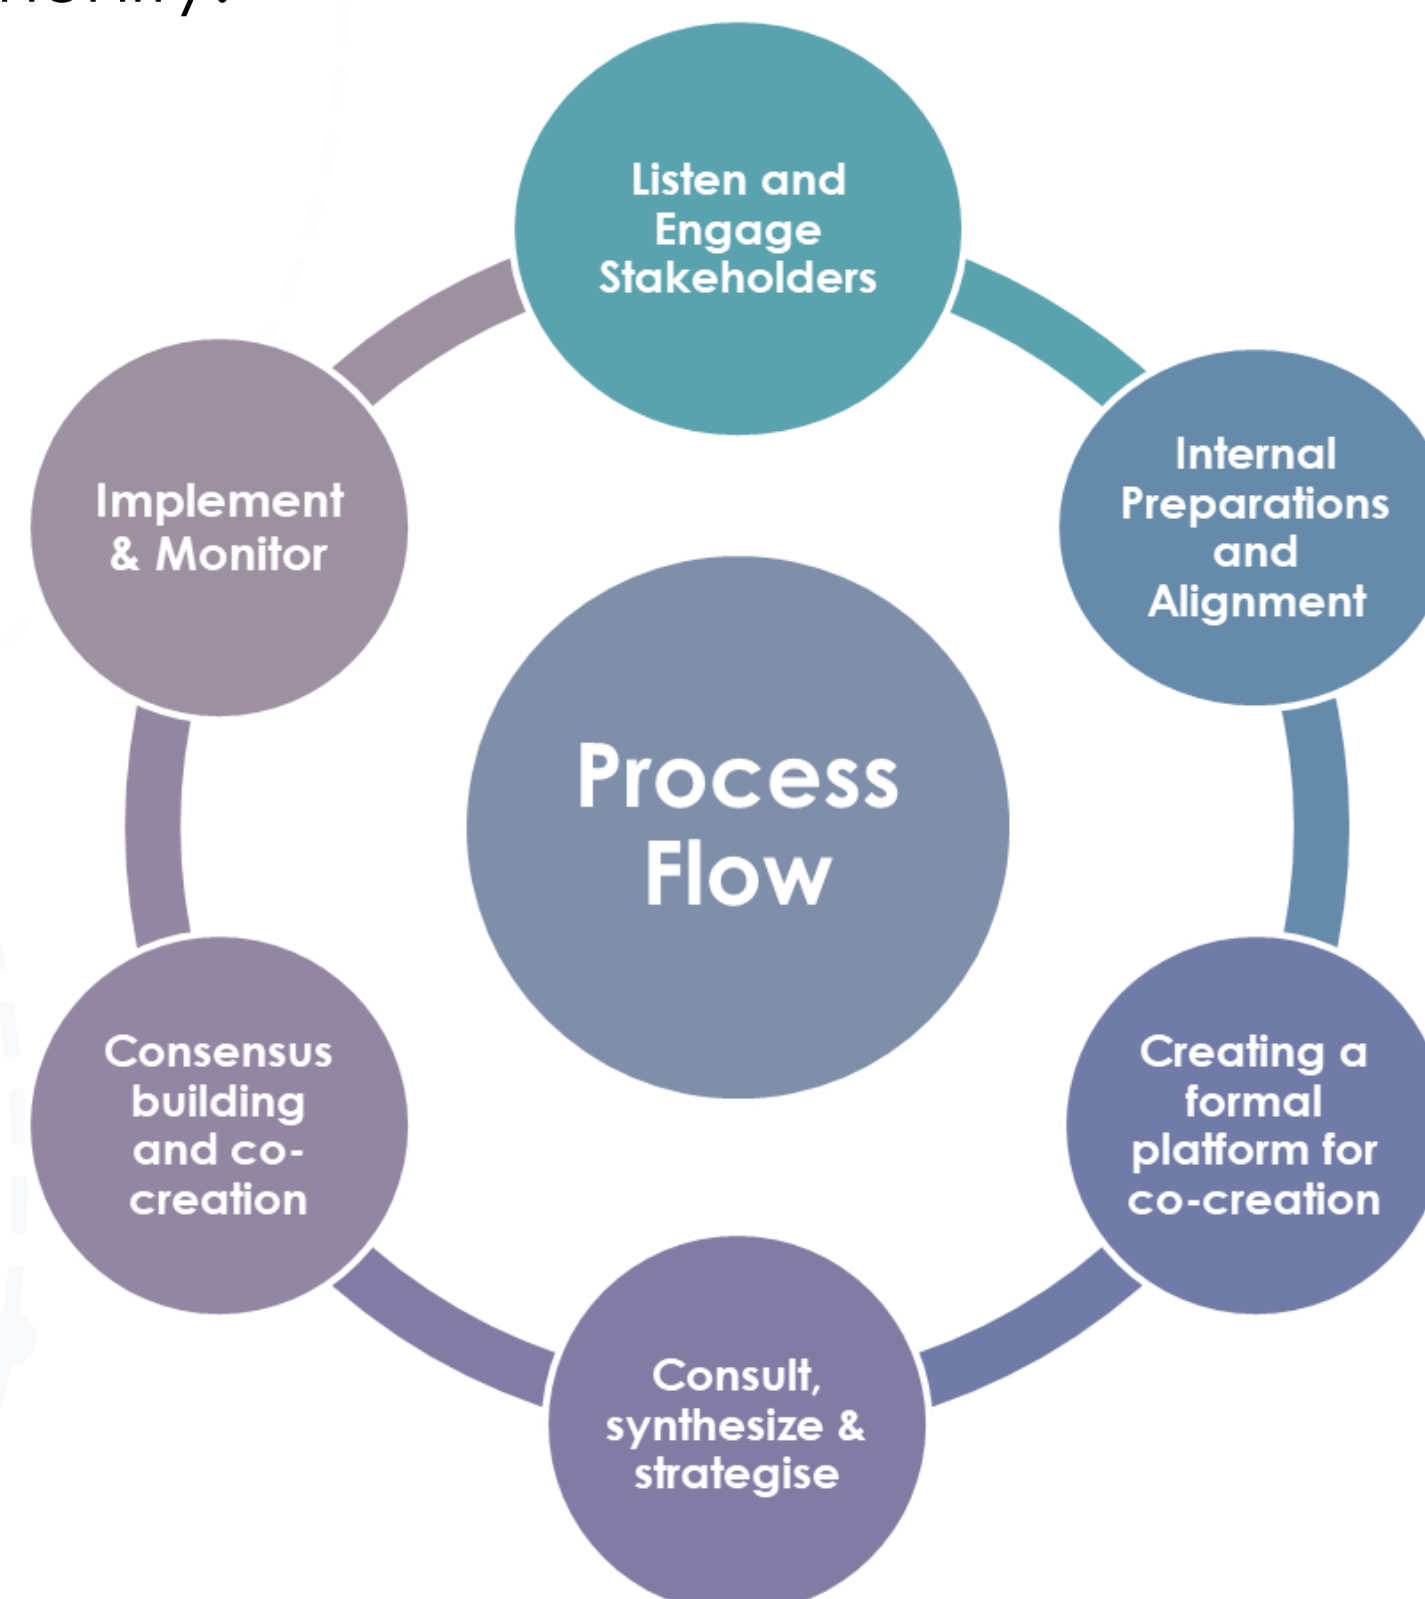 Listen and
Engage
Stakeholders
Internal
Preparations
and
Alignment
Creating a
formal
platform for
co-creation
Consult,
synthesize &
strategise
Consensus
building
and co-
creation
Implement
& Monitor
Process
Flow